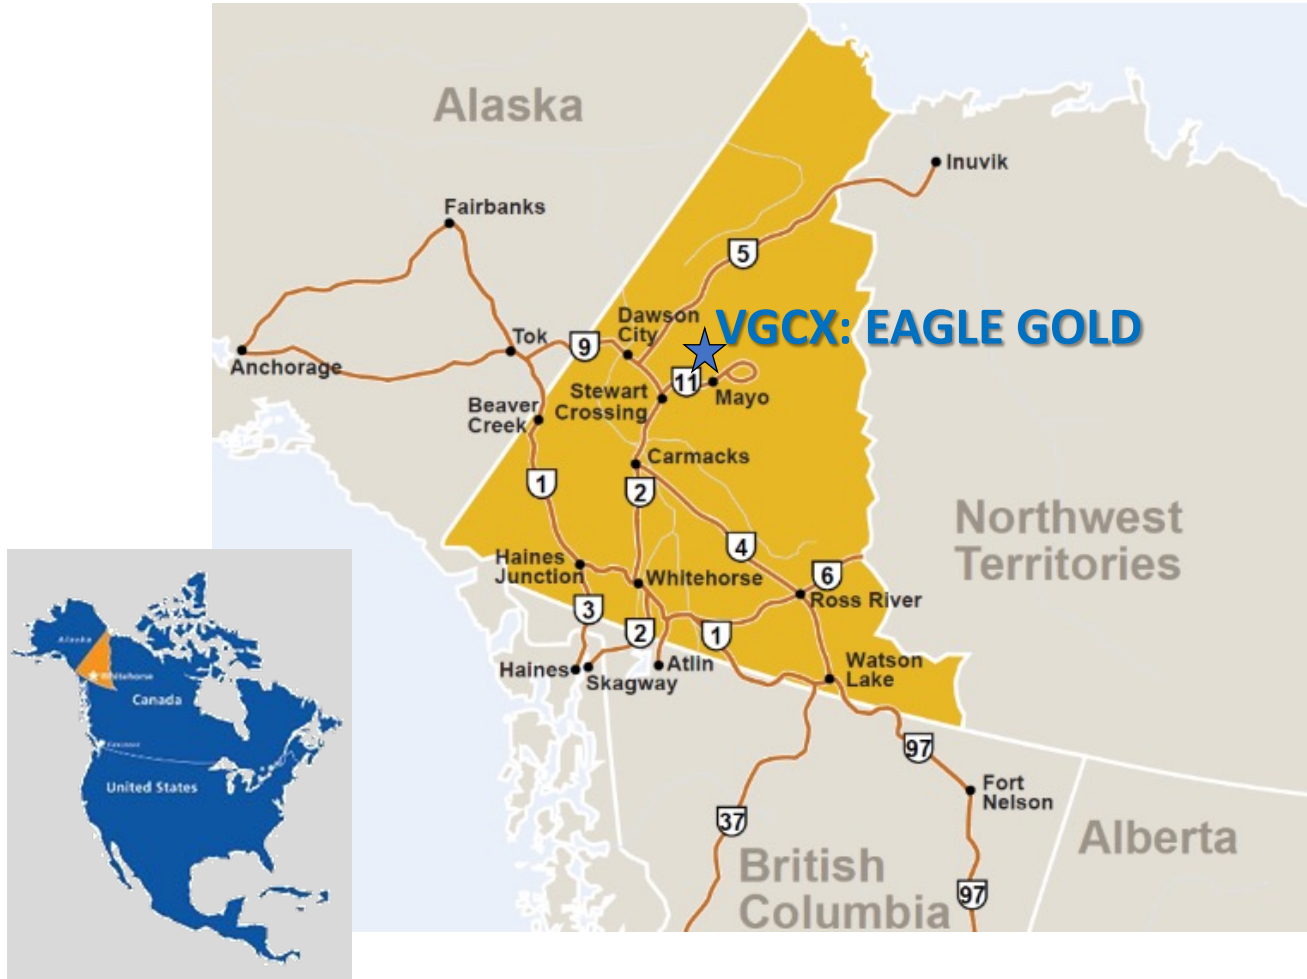 Alaska
Inuvik
Fairbanks
5
VGCX: EAGLE GOLD
Dawson
City
Tok
9
Anchorage
11
Mayo
Stewart
Crossing
Beaver
Creek
Carmacks
1
2
Northwest
Territories
4
Haines
Junction
Whitehorse
6
Ross River
3
2
1
Haines
Skagway
Atlin
Watson
Lake
97
Fort
Nelson
37
Alberta
British
Columbia
97
Alaska
Whitehorse
Canada
United States